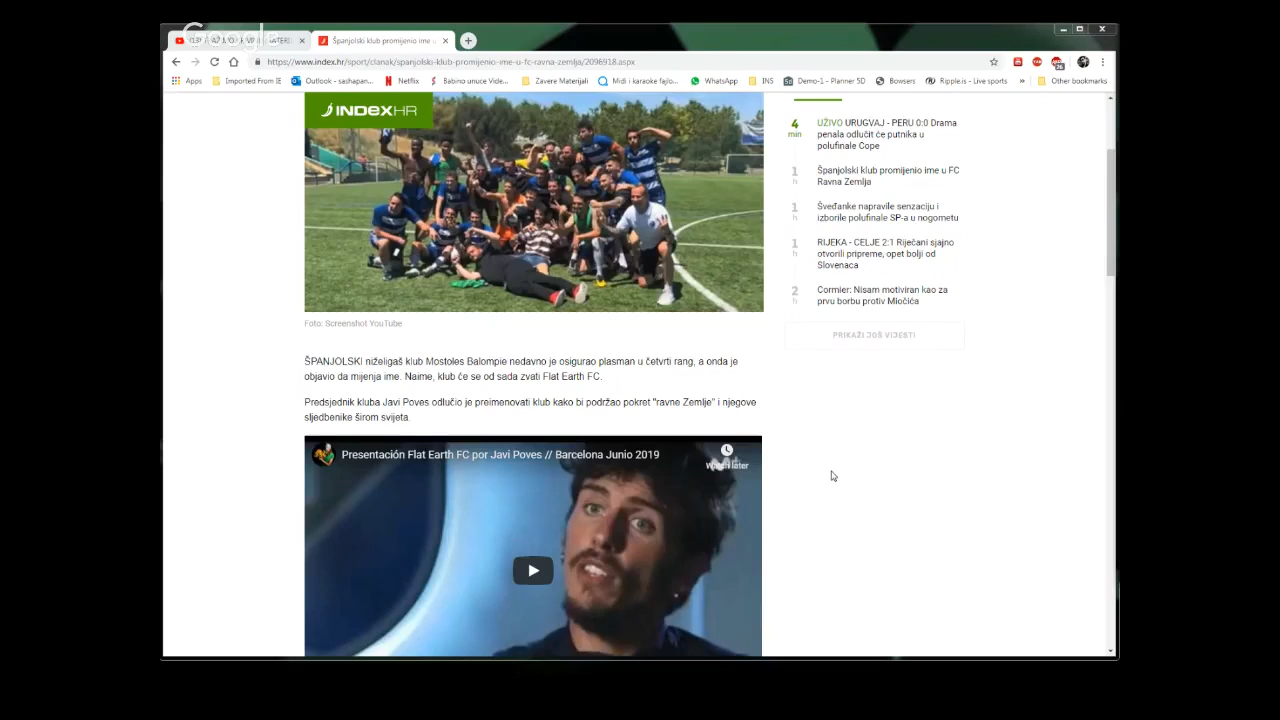 Google
Španjolski klub promijenio ime u
https://www.index.hr/sport/clanak/spanjolski-klub-promijenio-ime-u-fc-ravna-zemlja/2096918.aspx
Apps Imported From IE Outlook - sashapan... Netflix Babino unuce Vide... Zavere Materijali Midi i karaoke fajlo... WhatsApp INS Demo-1 - Planner 5D Bowsers Ripple.is - Live sports » Other bookmarks
INDEX HR
Foto: Screenshot YouTube
ŠPANJOLSKI niželigaš klub Mostoles Balompie nedavno je osigurao plasman u četvrti rang, a onda je
objavio da mijenja ime. Naime, klub će se od sada zvati Flat Earth FC.
Predsjednik kluba Javi Poves odlučio je preimenovati klub kako bi podržao pokret "ravne Zemlje" i njegove
sljedbenike širom svijeta.
Presentación Flat Earth FC por Javi Poves // Barcelona Junio 2019
Watch later
4
min
UŽIVO URUGVAJ - PERU 0:0 Drama
penala odlučit će putnika u
polufinale Cope
1
h
Španjolski klub promijenio ime u FC
Ravna Zemlja
1
h
Šveđanke napravile senzaciju i
izborile polufinale SP-a u nogometu
1
h
RIJEKA - CELJE 2:1 Riječani sjajno
otvorili pripreme, opet bolji od
Slovenaca
2
h
Cormier: Nisam motiviran kao za
prvu borbu protiv Miočića
PRIKAŽI JOŠ VIJESTI